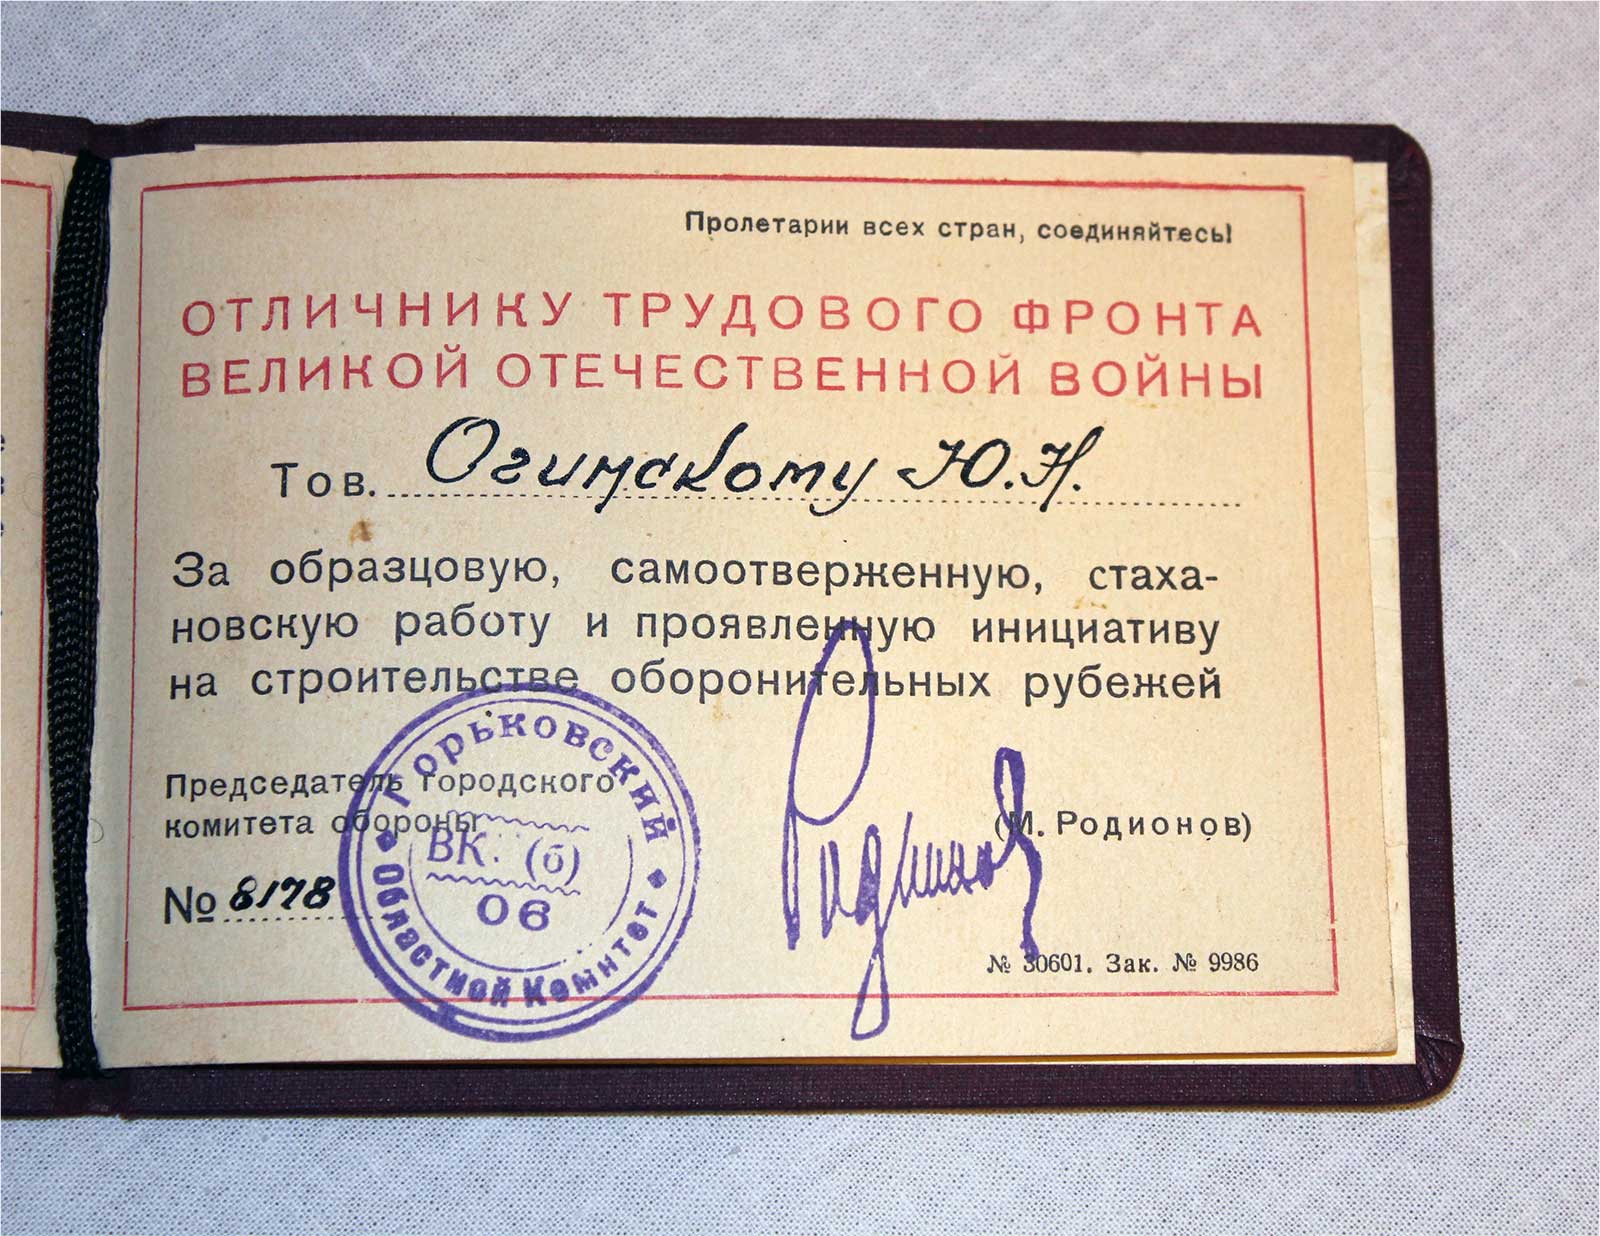 Пролетарии всех стран, соединяйтесь!
ОТЛИЧНИКУ ТРУДОВОГО ФРОНТА
ВЕЛИКОЙ ОТЕЧЕСТВЕННОЙ ВОЙНЫ
Тов. Огинскому Ю.Н.
За образцовую, самоотверженную, стаха-
новскую работу и проявленную инициативу
на строительстве оборонительных рубежей
Председатель городского
комитета обороны
(М. Родионов)
Родионов
№ 8178
Горьковский
Областной Комитет
ВК. (б)
06
№ 30601. Зак. № 9986